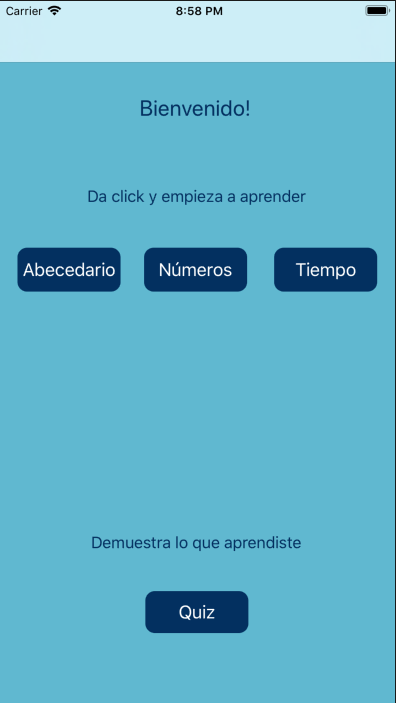 Carrier 8:58 PM
Bienvenido!
Da click y empieza a aprender
Abecedario Números Tiempo
Demuestra lo que aprendiste
Quiz